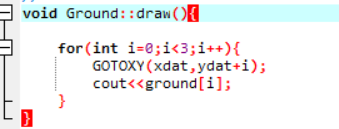 void Ground::draw(){
for(int i=0;i<3;i++){
GOTOXY(xdat,ydat+i);
cout<<ground[i];
}
}